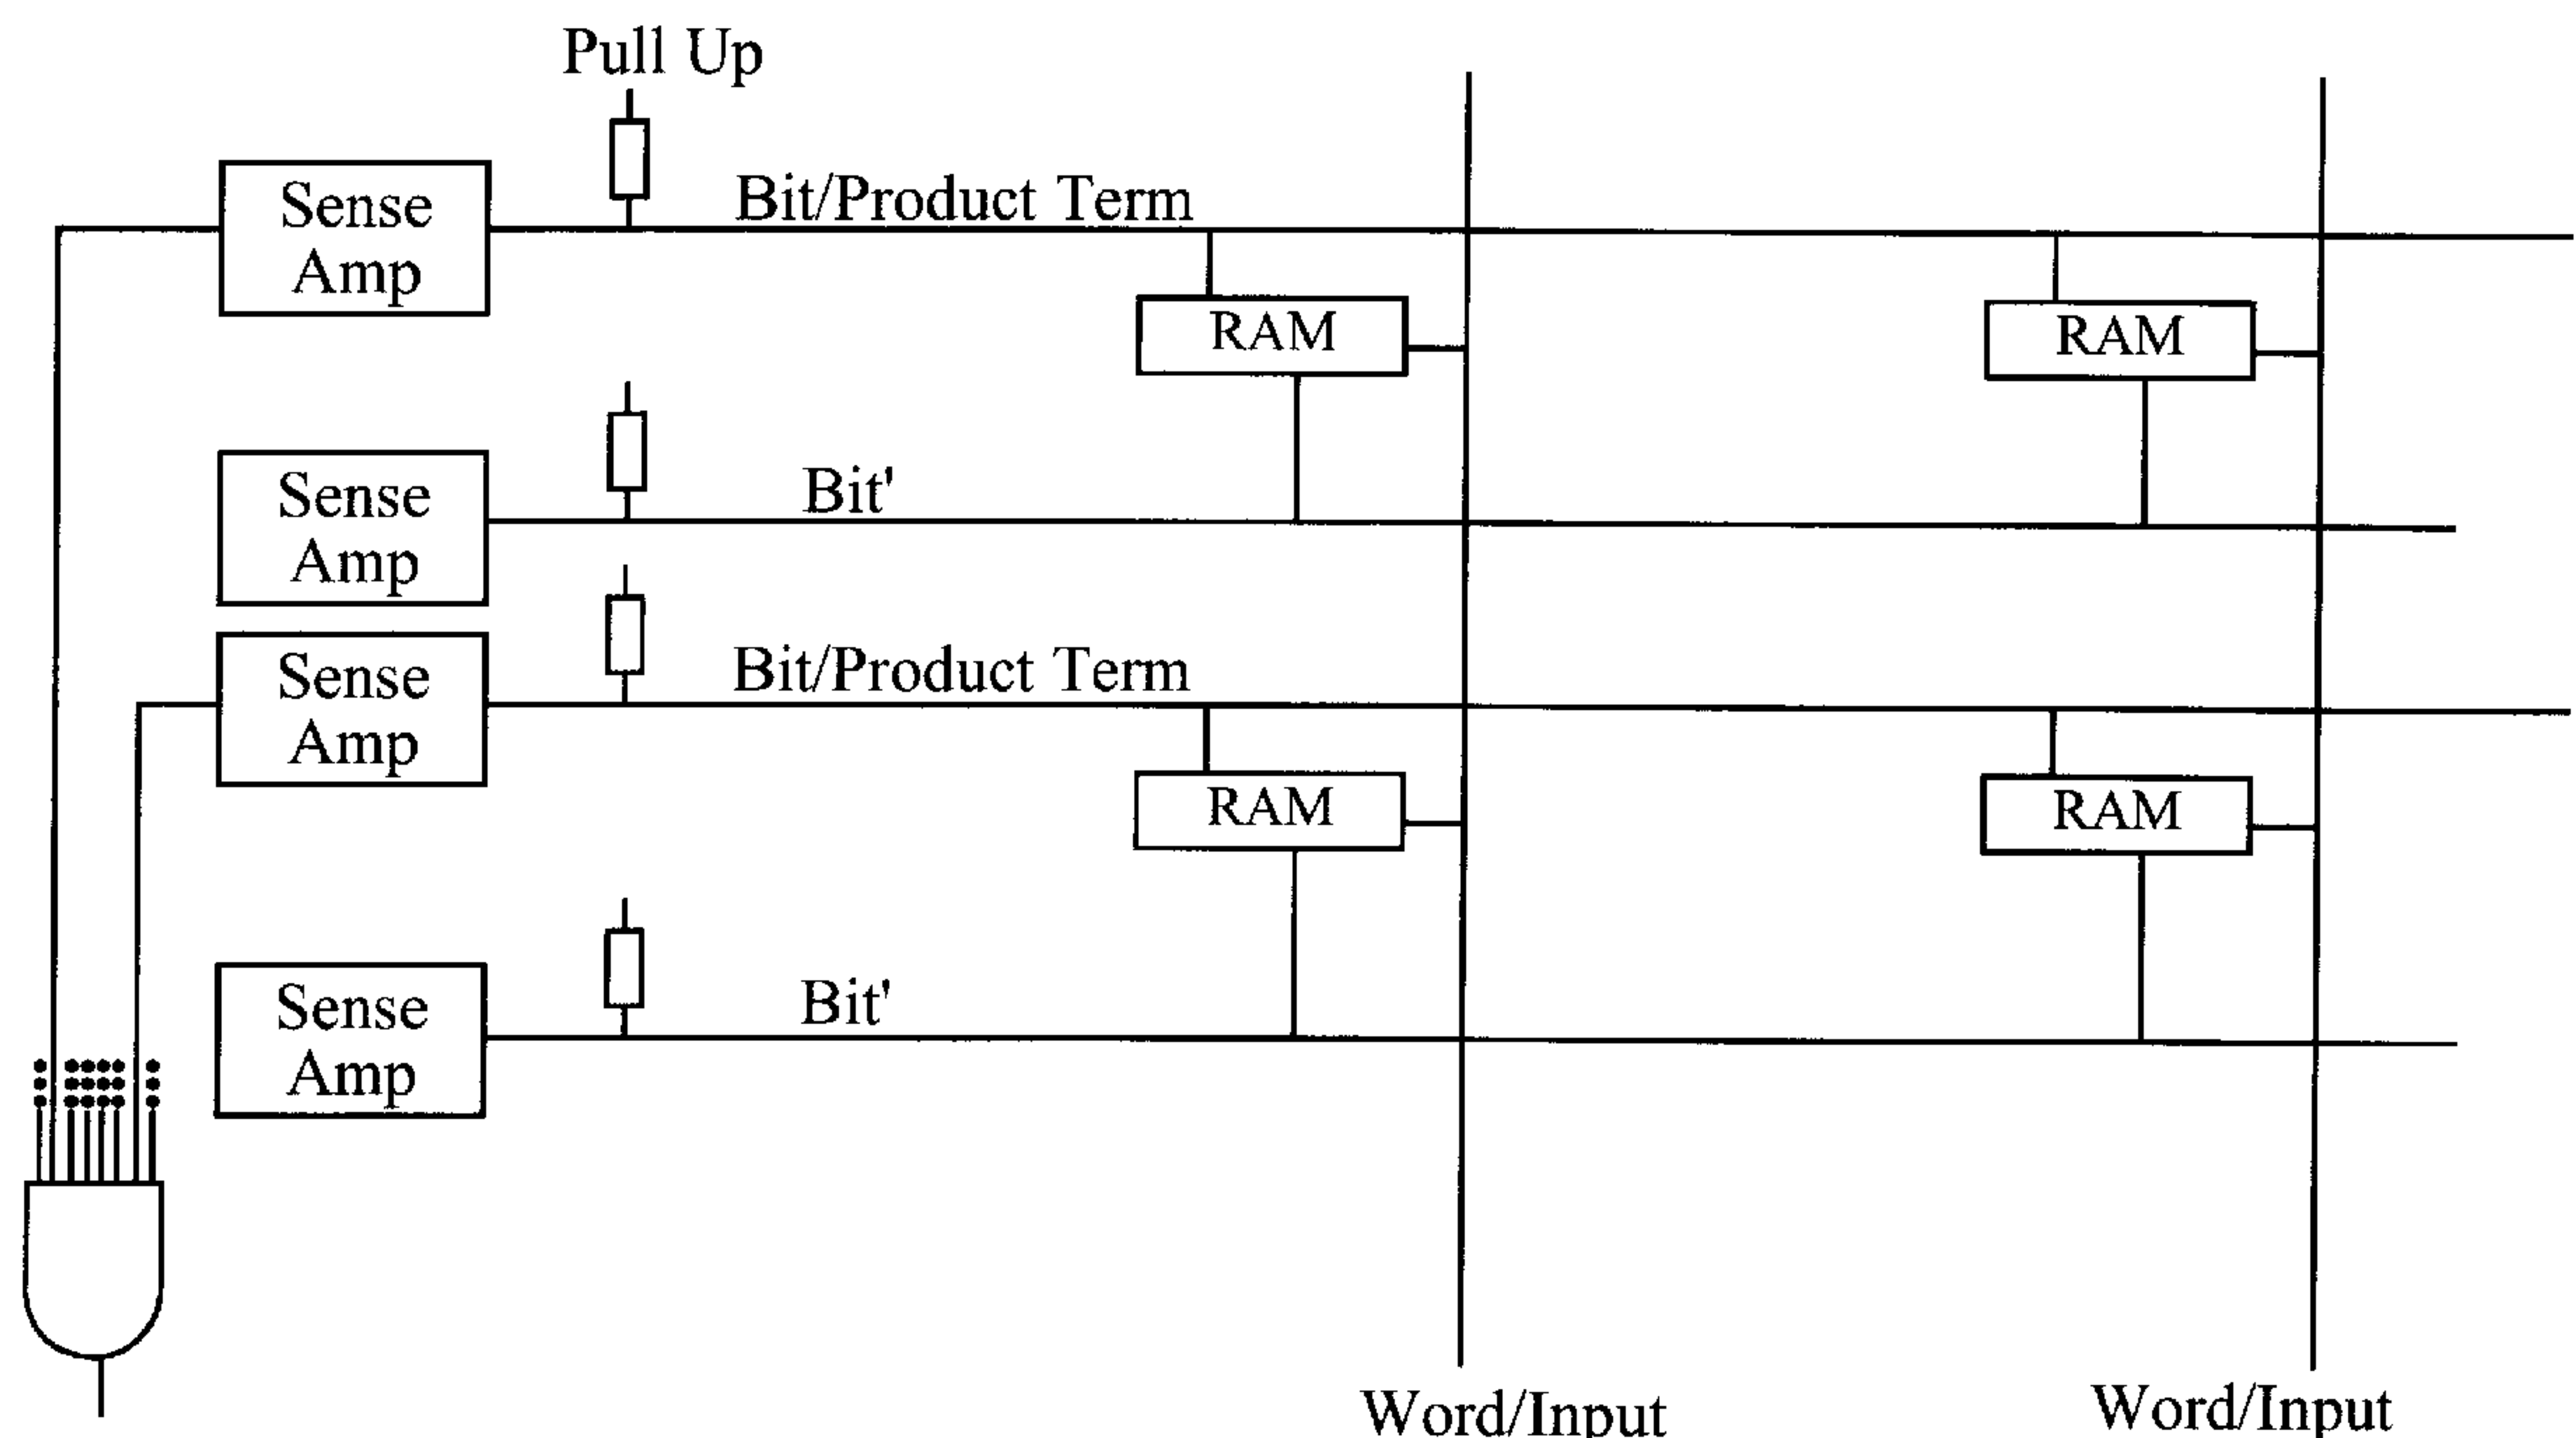 Pull Up
Sense
Amp
Bit/Product Term
RAM
RAM
Sense
Amp
Bit'
Sense
Amp
Bit/Product Term
RAM
RAM
Sense
Amp
Bit'
Word/Input
Word/Input